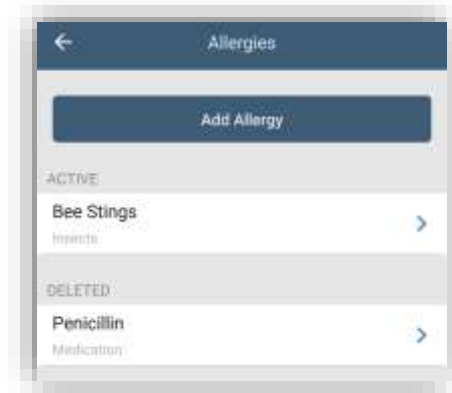 Allergies
Add Allergy
ACTIVE
Bee Stings
Insects
DELETED
Penicillin
Medication